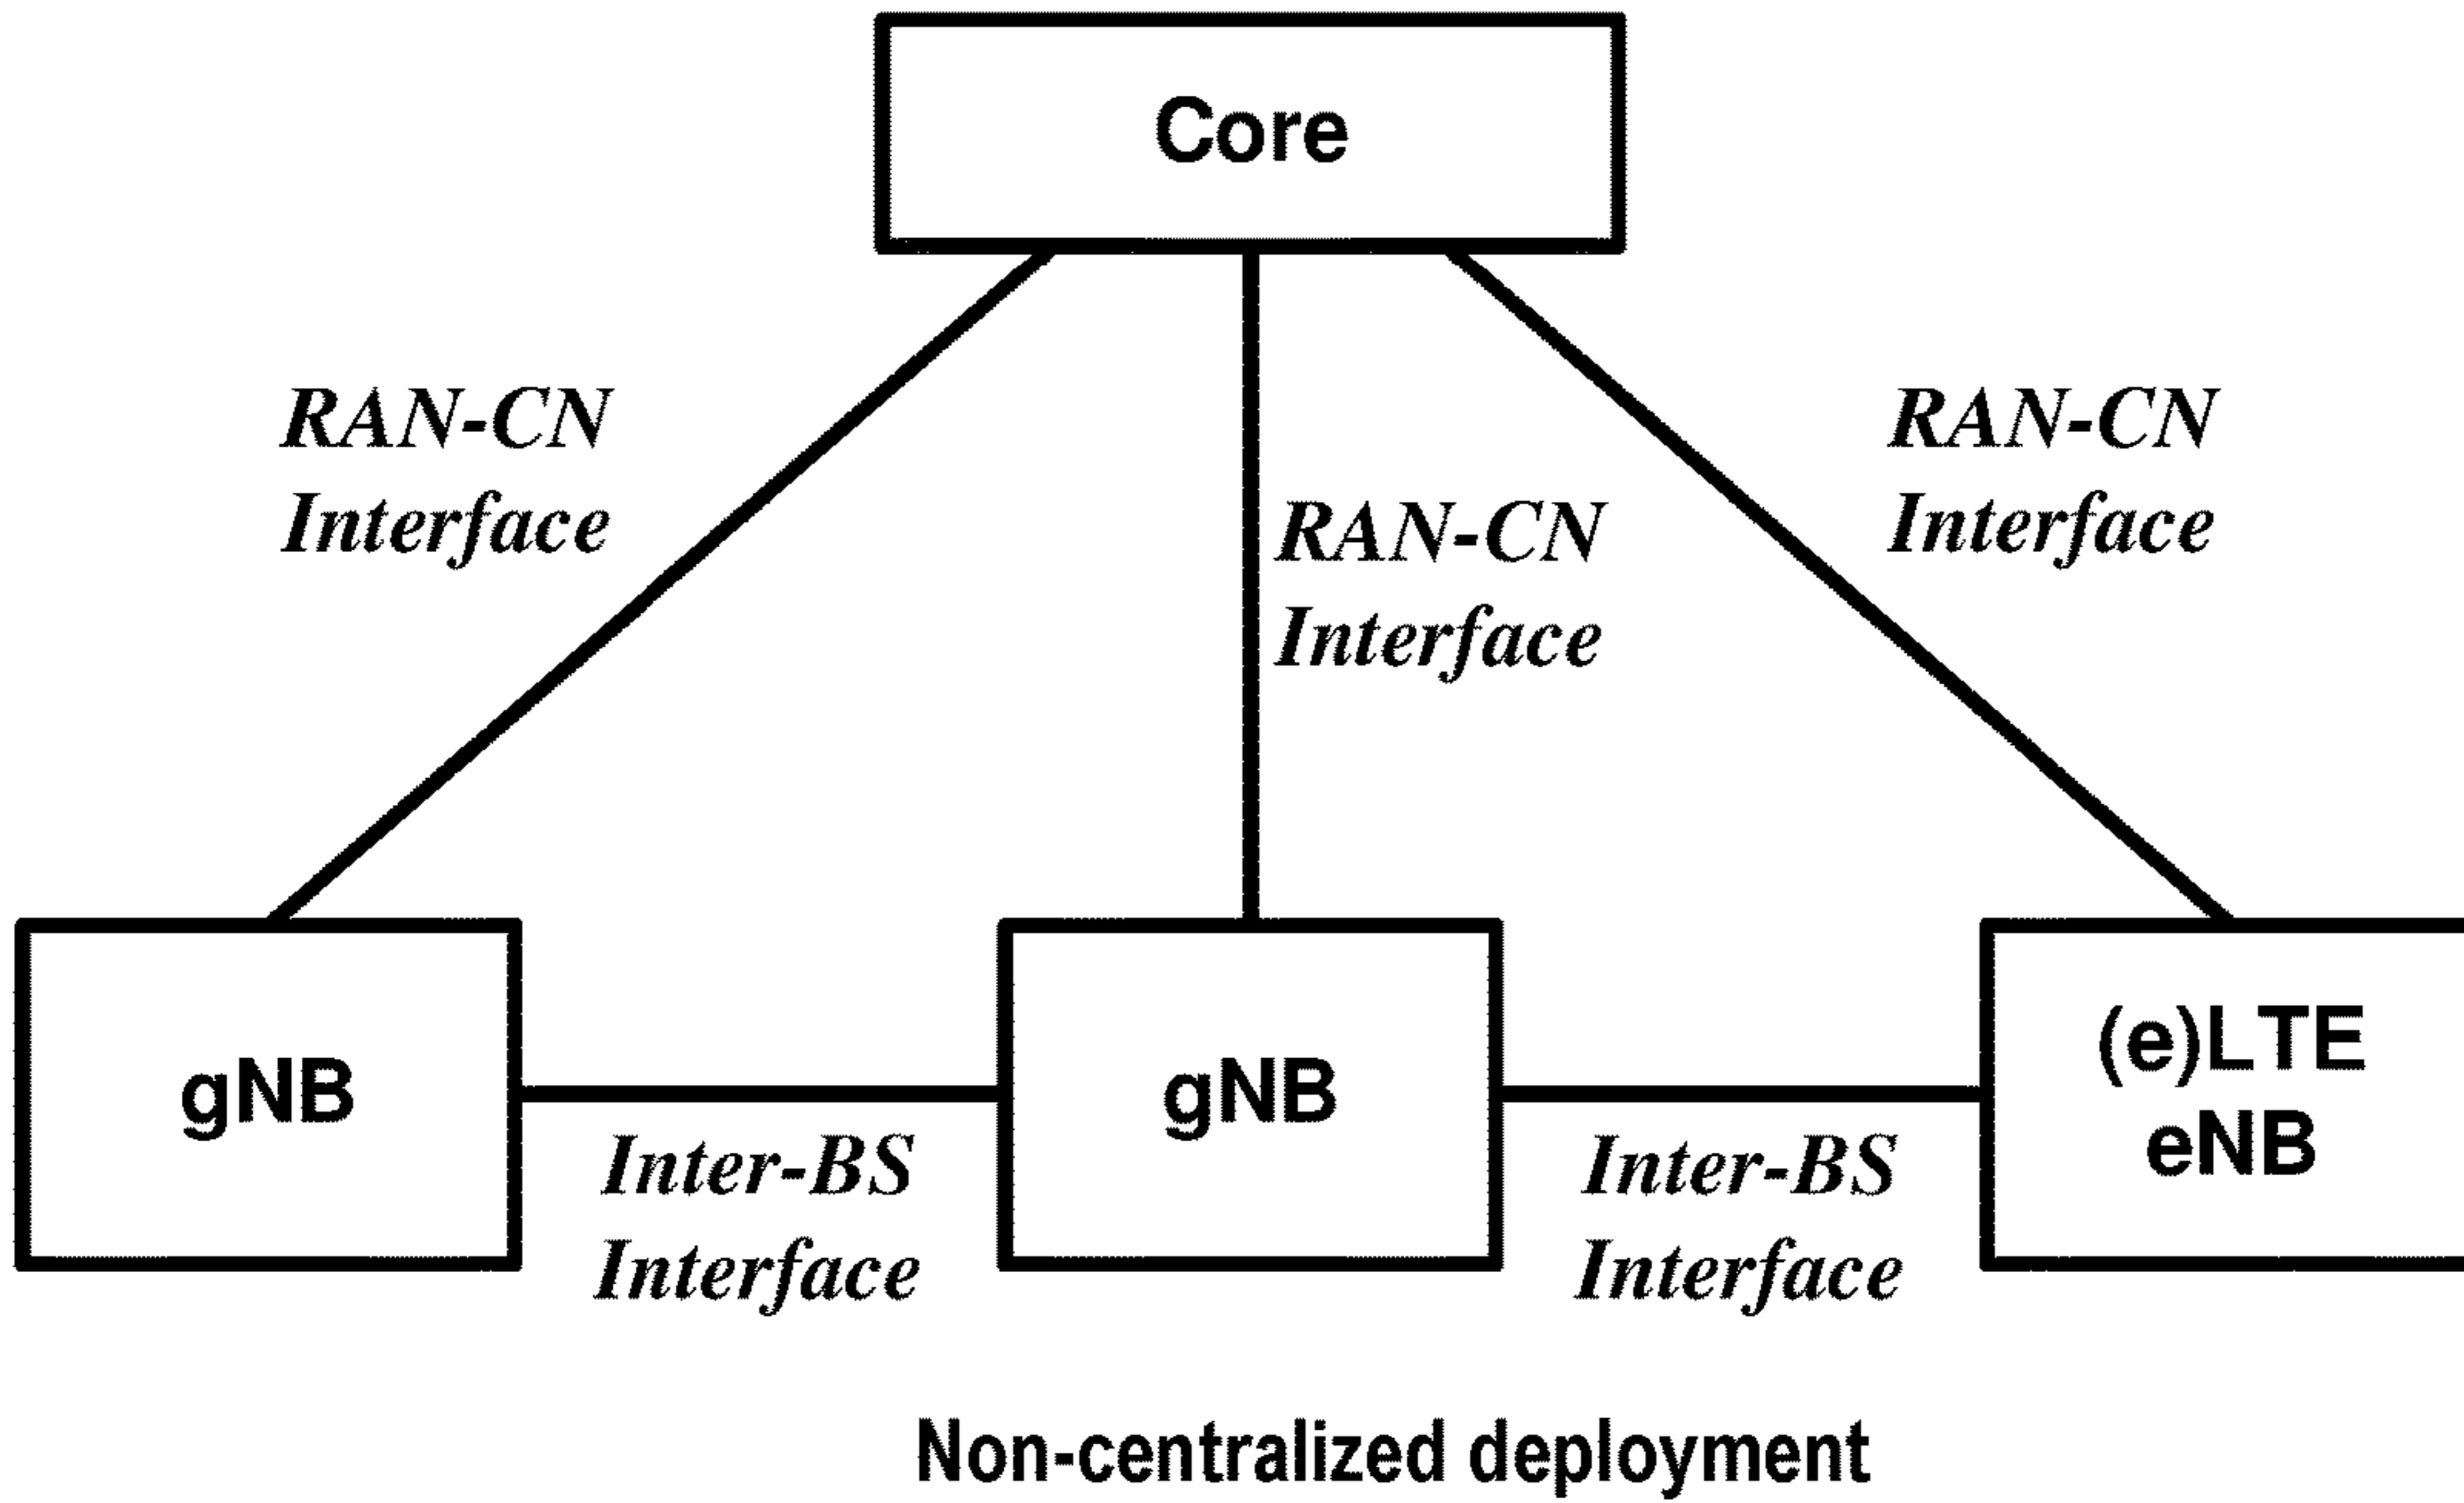 Core
RAN-CN
Interface
RAN-CN
Interface
RAN-CN
Interface
gNB
gNB
(e)LTE
eNB
Inter-BS
Interface
Inter-BS
Interface
Non-centralized deployment